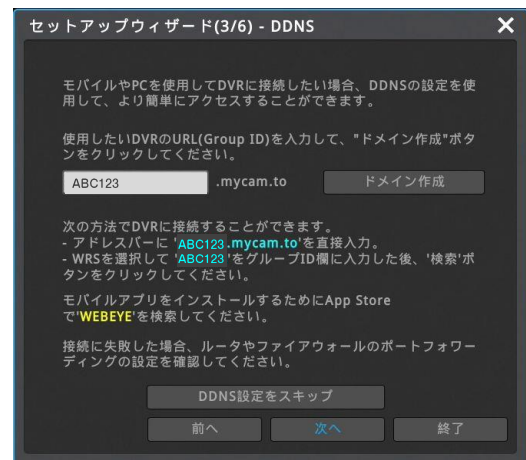 セットアップウィザード(3/6) - DDNS
モバイルやPCを使用してDVRに接続したい場合、DDNSの設定を使
用して、より簡単にアクセスすることができます。
使用したいDVRのURL(Group ID)を入力して、"ドメイン作成"ボタ
ンをクリックしてください。
ABC123 .mycam.to ドメイン作成
次の方法でDVRに接続することができます。
- アドレスバーに 'ABC123.mycam.to'を直接入力。
- WRSを選択して 'ABC123'をグループID欄に入力した後、'検索'ボ
タンをクリックしてください。
モバイルアプリをインストールするためにApp Store
で'WEBEYE'を検索してください。
接続に失敗した場合、ルータやファイアウォールのポートフォワー
ディングの設定を確認してください。
DDNS設定をスキップ
前へ 次へ 終了